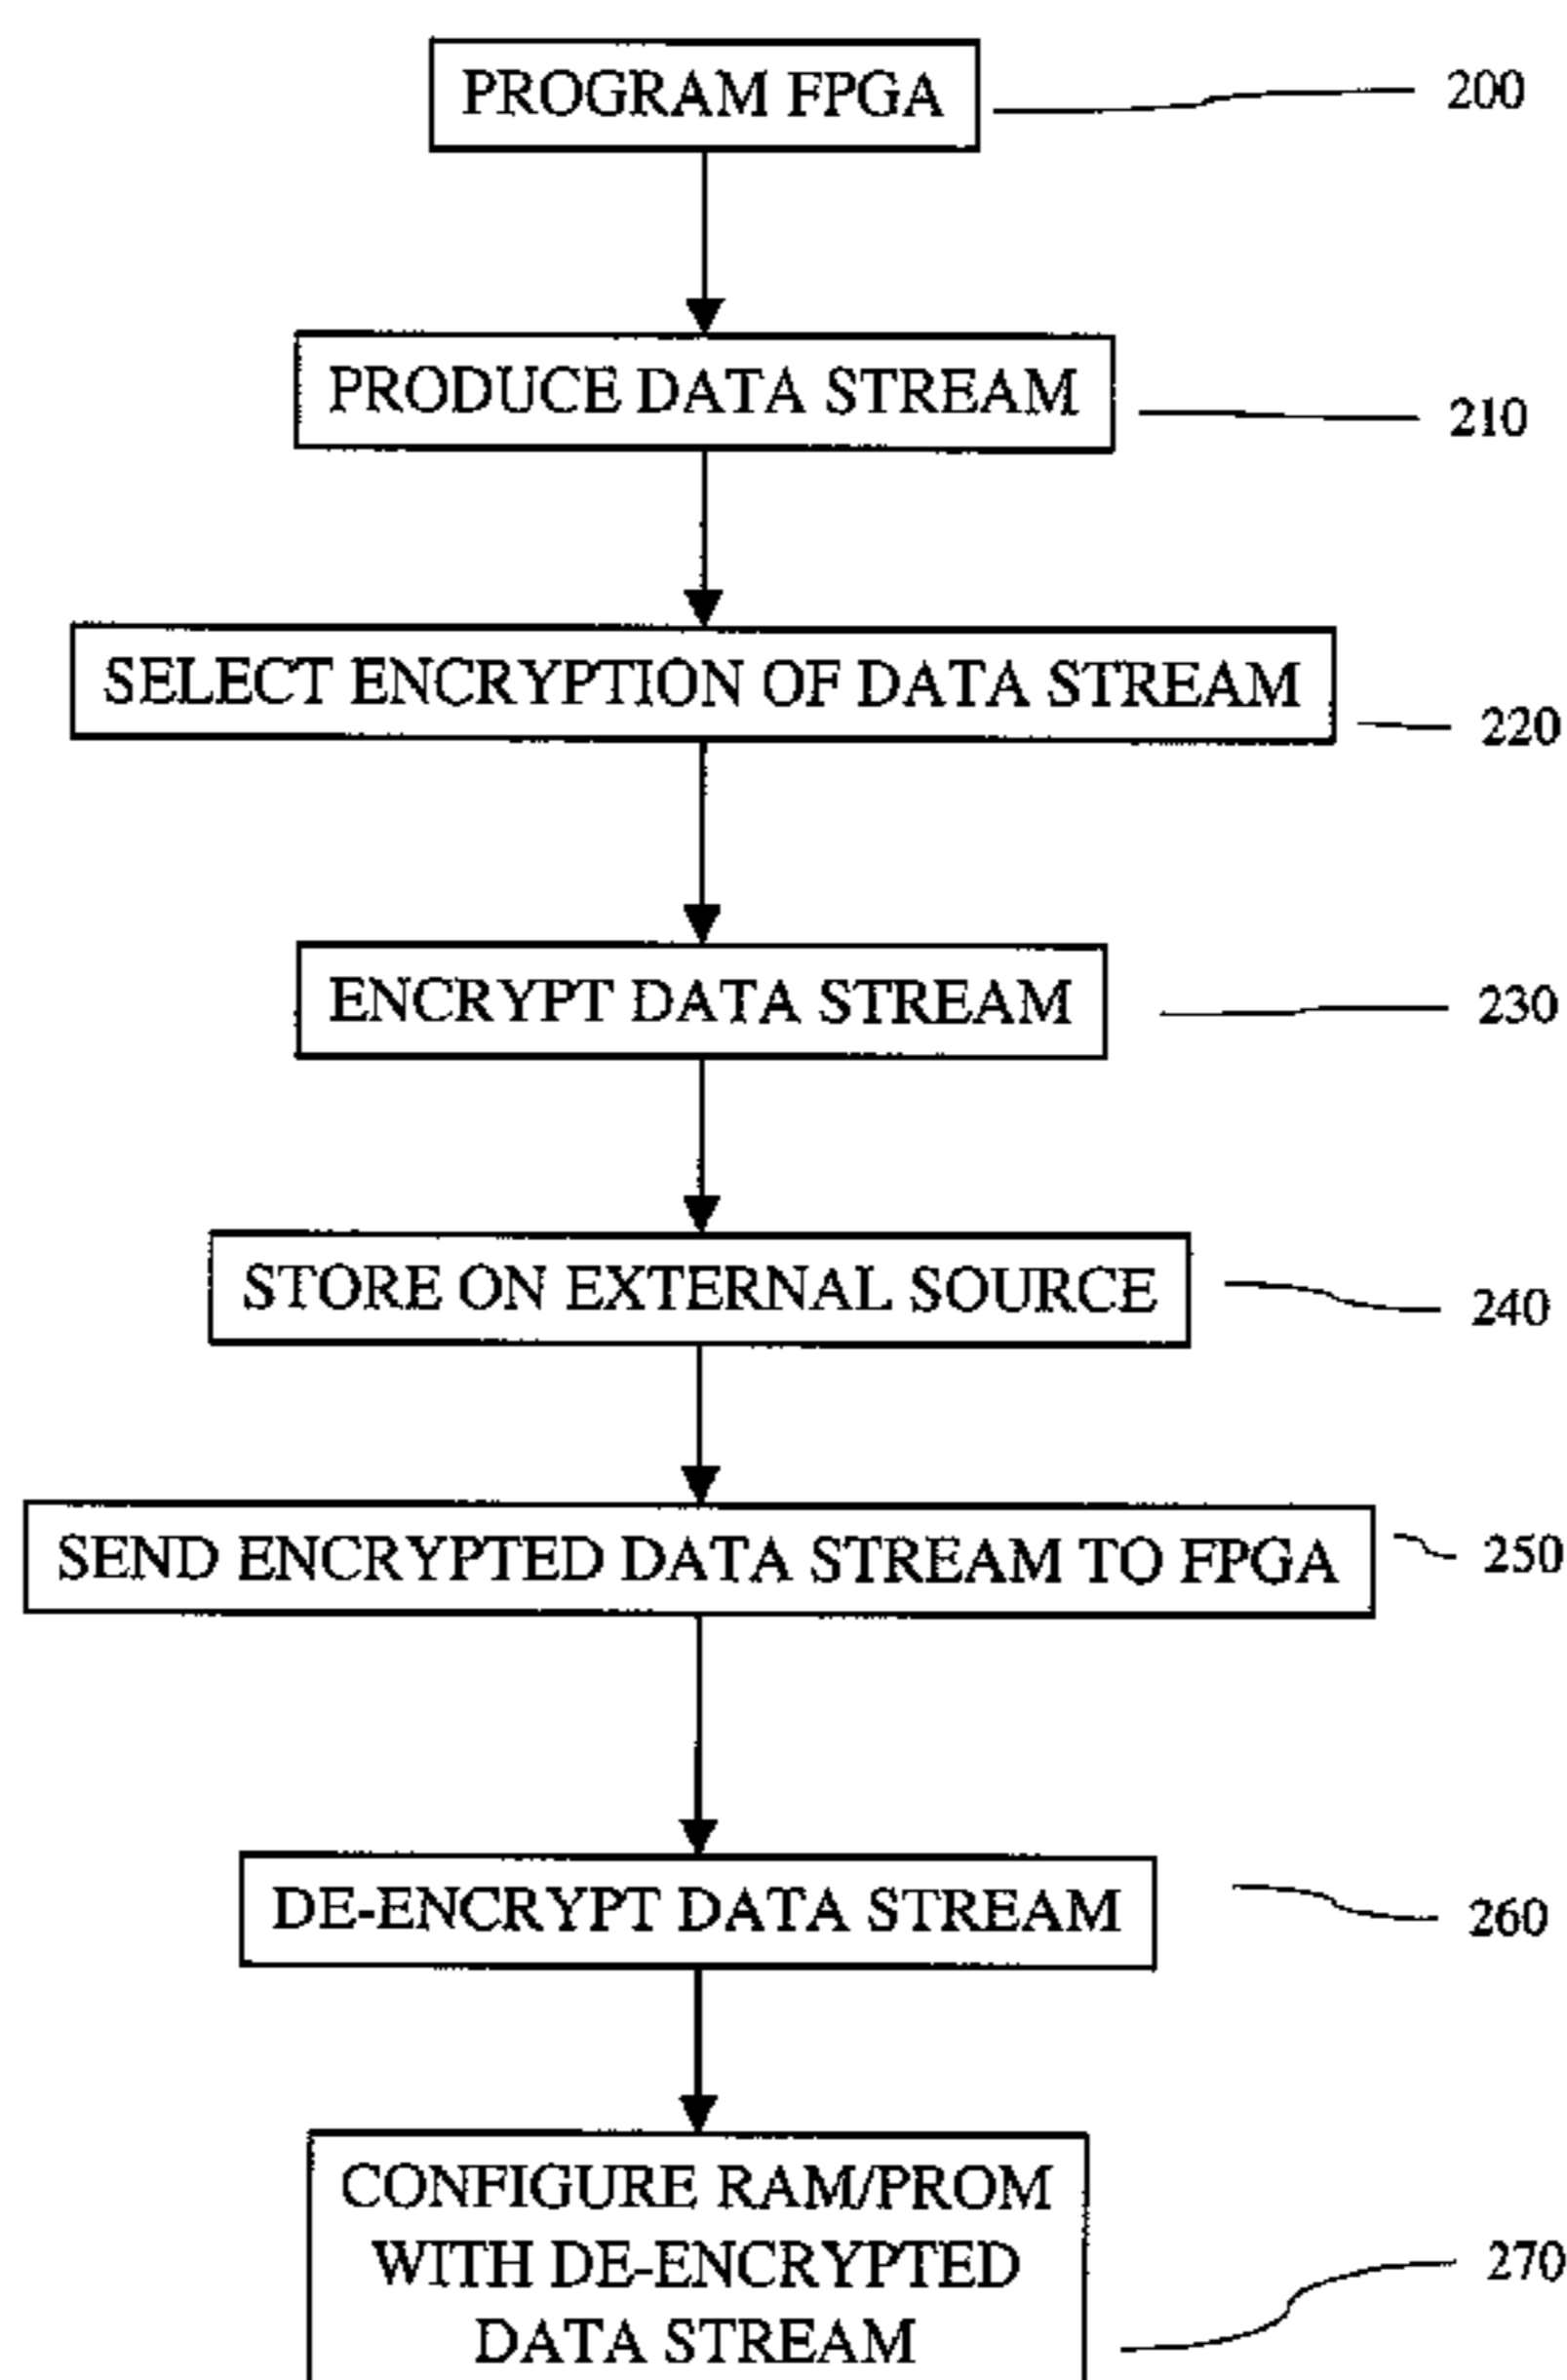 PROGRAM FPGA
200
PRODUCE DATA STREAM
210
SELECT ENCRYPTION OF DATA STREAM
220
ENCRYPT DATA STREAM
230
STORE ON EXTERNAL SOURCE
240
SEND ENCRYPTED DATA STREAM TO FPGA
250
DE-ENCRYPT DATA STREAM
260
CONFIGURE RAM/PROM
WITH DE-ENCRYPTED
DATA STREAM
270